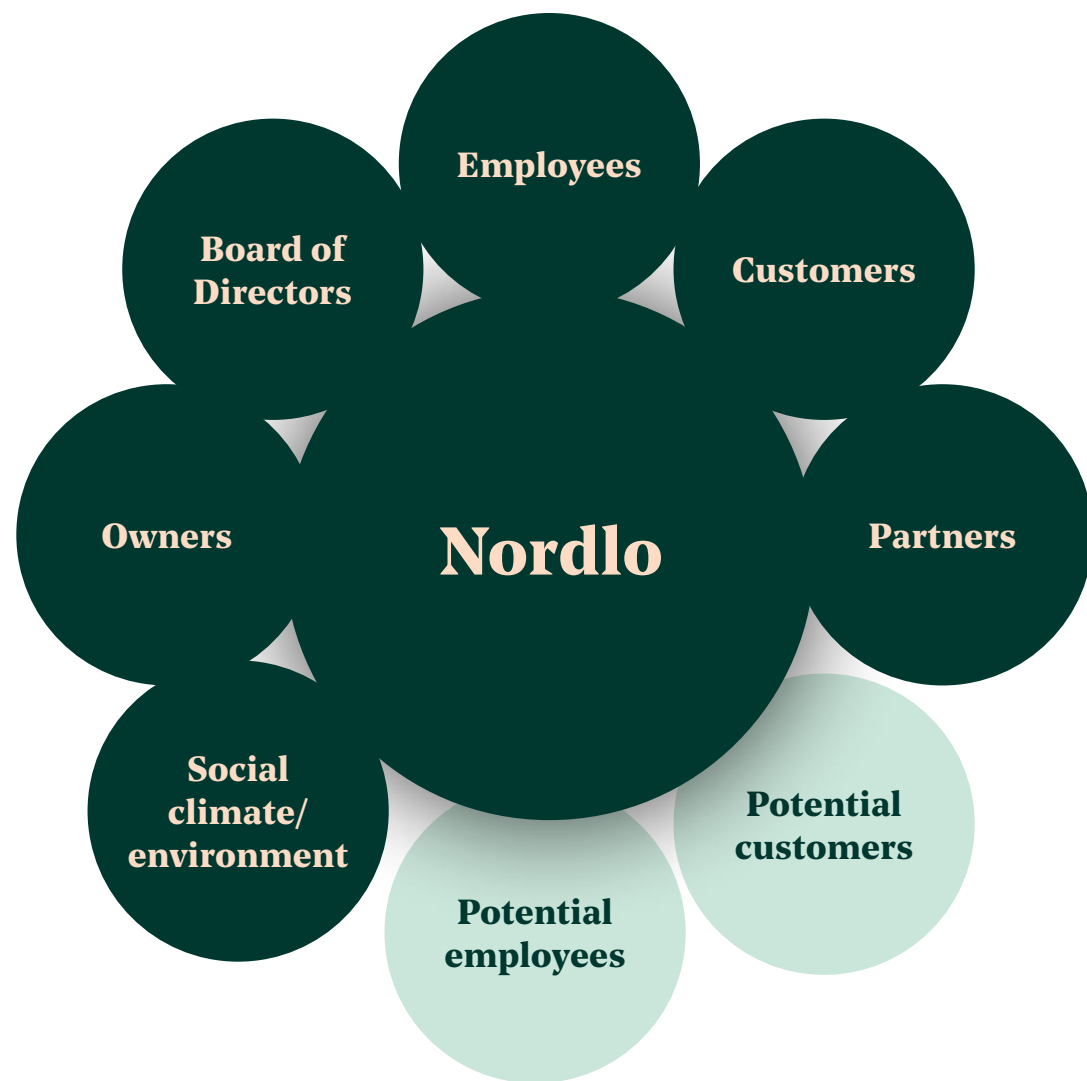 Employees
Board of
Directors
Customers
Owners
Nordlo
Partners
Social
climate/
environment
Potential
customers
Potential
employees